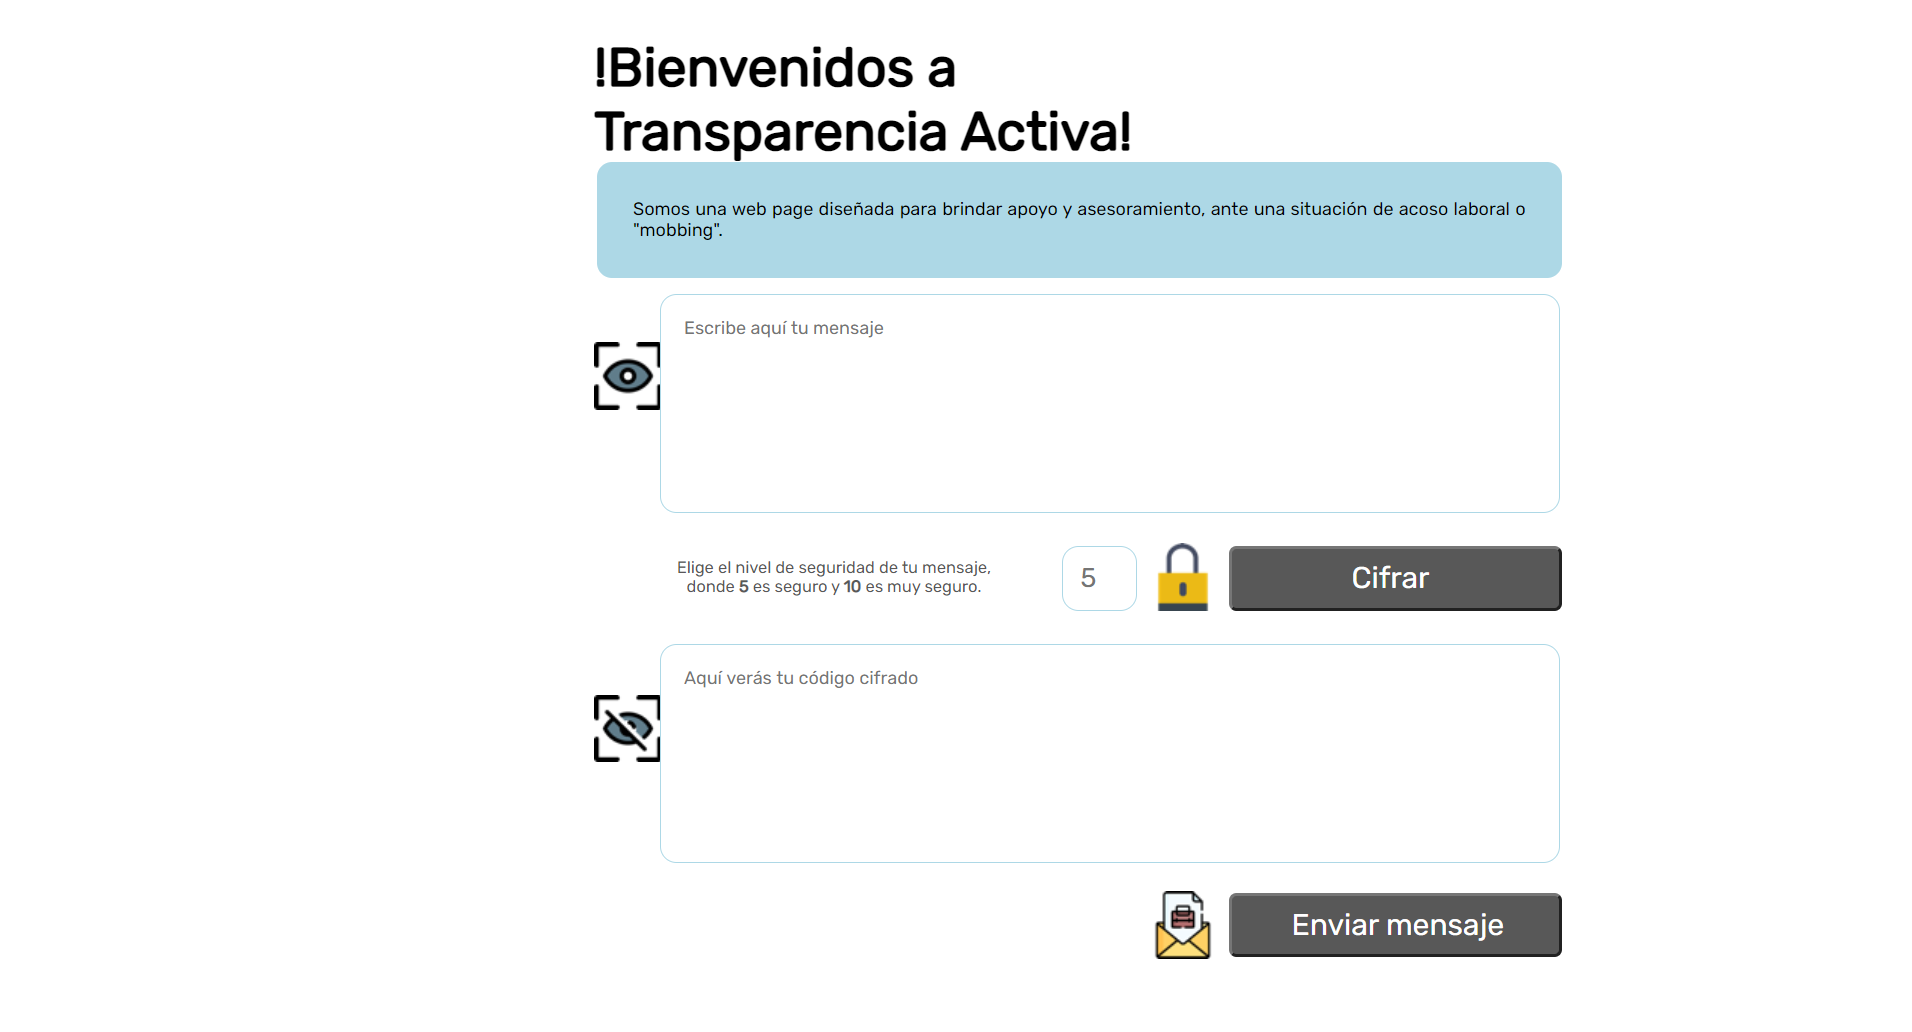 !Bienvenidos a
Transparencia Activa!
Somos una web page diseñada para brindar apoyo y asesoramiento, ante una situación de acoso laboral o
"mobbing".
Escribe aquí tu mensaje
Elige el nivel de seguridad de tu mensaje,
donde 5 es seguro y 10 es muy seguro.
5
Cifrar
Aquí verás tu código cifrado
Enviar mensaje